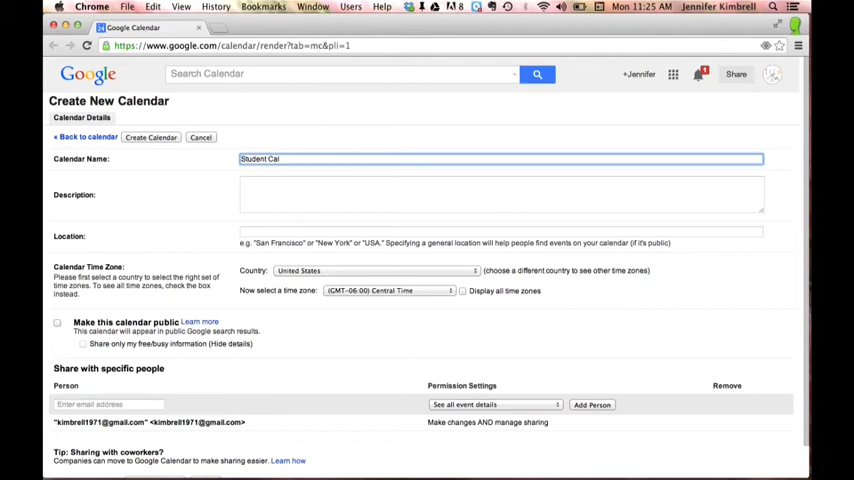 Chrome File Edit View History Bookmarks Window Users Help 8 Mon 11:25 AM Jennifer Kimbrell
Google Calendar
https://www.google.com/calendar/render?tab=mc&pli=1
Google Search Calendar +Jennifer 1 Share
Create New Calendar
Calendar Details
« Back to calendar Create Calendar Cancel
Calendar Name: Student Cal
Description:
Location:
e.g. "San Francisco" or "New York" or "USA." Specifying a general location will help people find events on your calendar (if it's public)
Calendar Time Zone:
Please first select a country to select the right set of
time zones. To see all time zones, check the box
instead.
Country: United States (choose a different country to see other time zones)
Now select a time zone: (GMT-06:00) Central Time Display all time zones
Make this calendar public Learn more
This calendar will appear in public Google search results.
Share only my free/busy information (Hide details)
Share with specific people
Person Permission Settings Remove
Enter email address See all event details Add Person
"kimbrell1971@gmail.com" <kimbrell1971@gmail.com> Make changes AND manage sharing
Tip: Sharing with coworkers?
Companies can move to Google Calendar to make sharing easier. Learn how